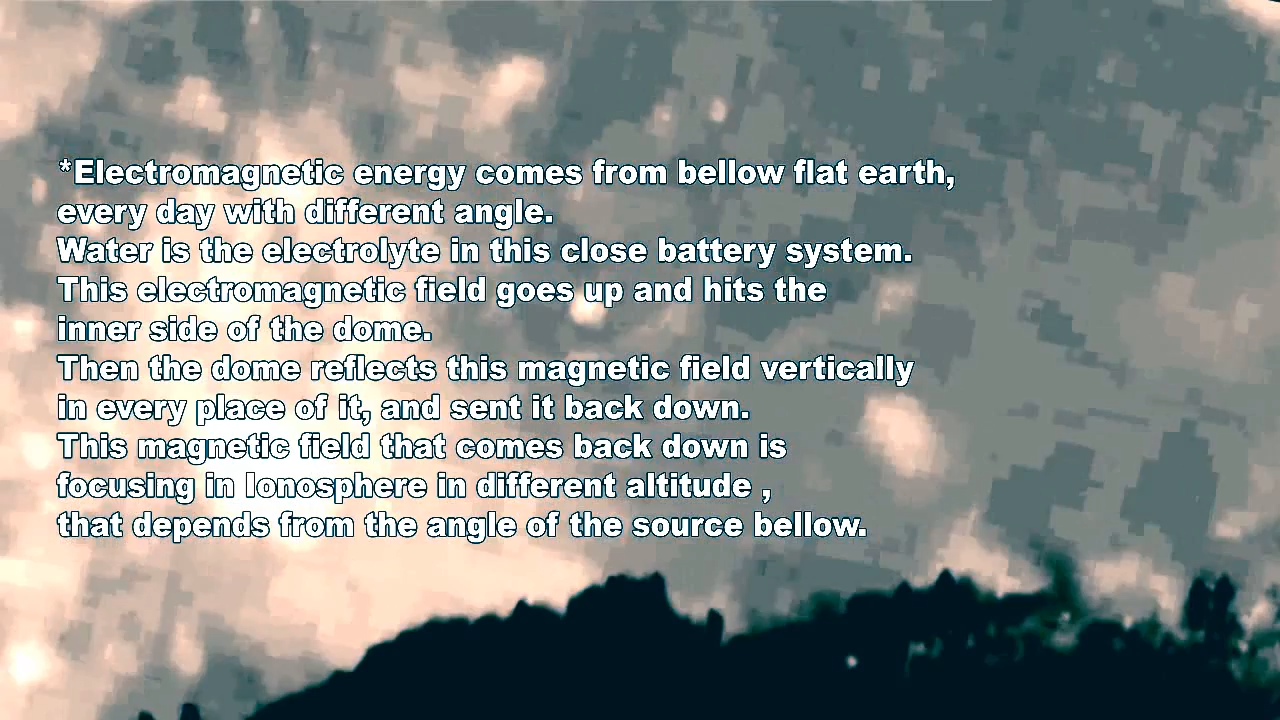 *Electromagnetic energy comes from bellow flat earth,
every day with different angle.
Water is the electrolyte in this close battery system.
This electromagnetic field goes up and hits the
inner side of the dome.
Then the dome reflects this magnetic field vertically
in every place of it, and sent it back down.
This magnetic field that comes back down is
focusing in Ionosphere in different altitude ,
that depends from the angle of the source bellow.